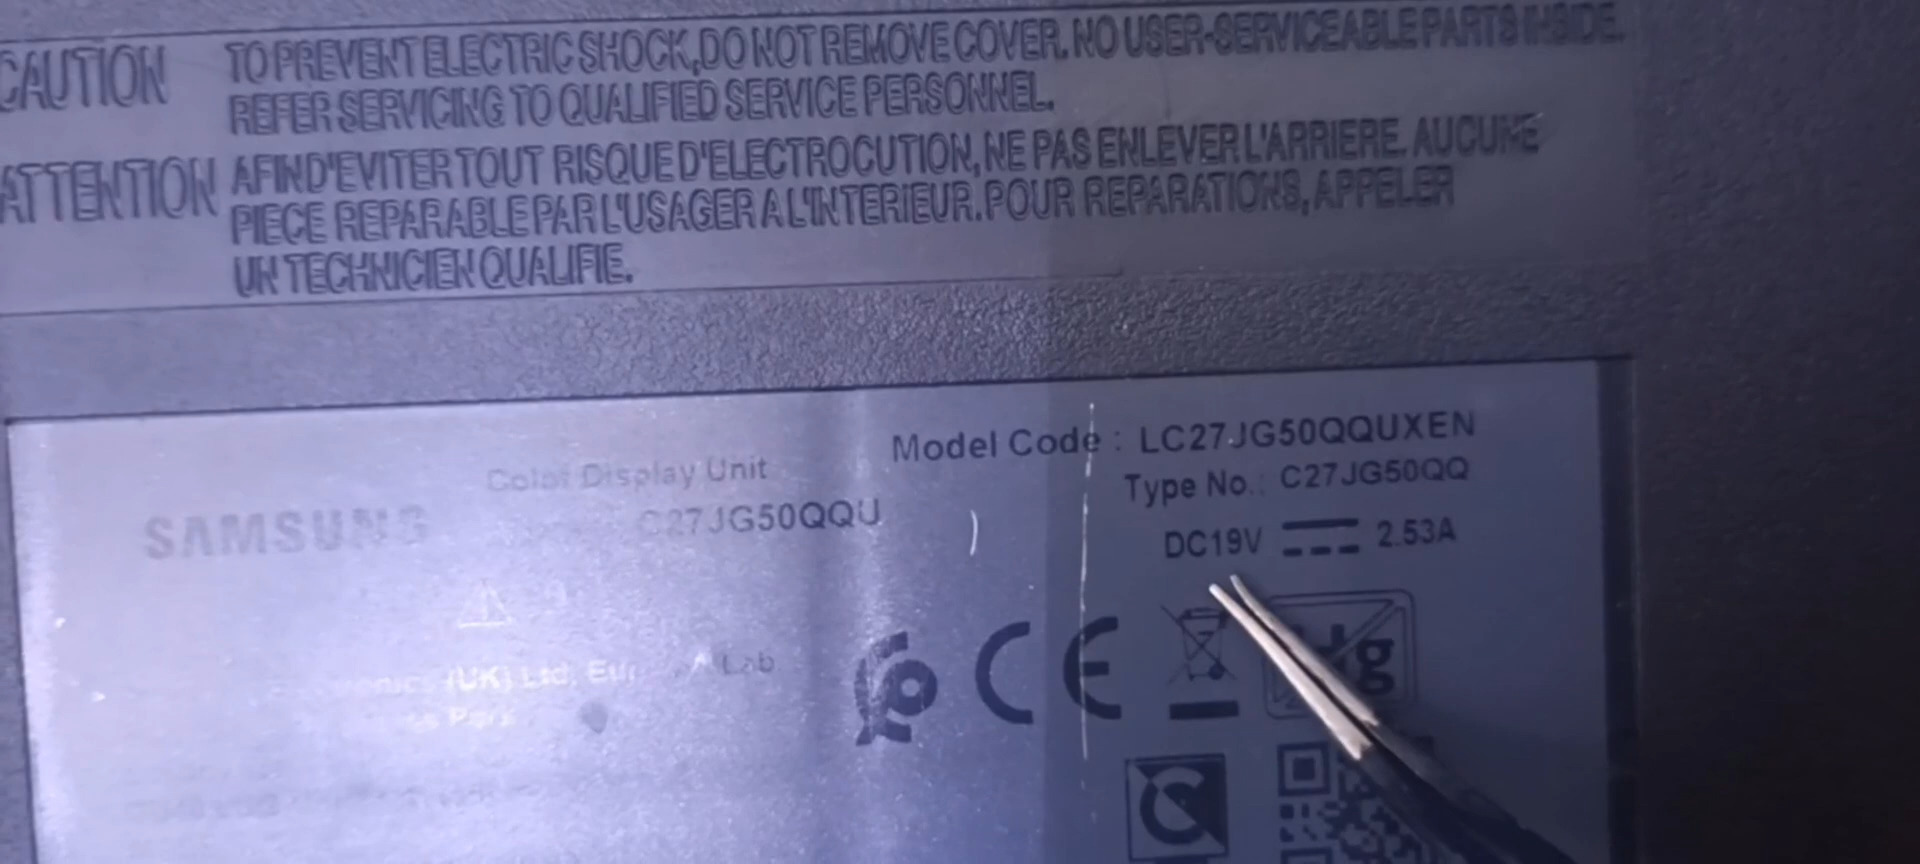 CAUTION TO PREVENT ELECTRIC SHOCK, DO NOT REMOVE COVER. NO USER-SERVICEABLE PARTS INSIDE.
REFER SERVICING TO QUALIFIED SERVICE PERSONNEL.
ATTENTION AFIN D'EVITER TOUT RISQUE D'ELECTROCUTION, NE PAS ENLEVER L'ARRIERE. AUCUNE
PIECE REPARABLE PAR L'USAGER A L'INTERIEUR. POUR REPARATIONS, APPELER
UN TECHNICIEN QUALIFIE.
SAMSUNG
Color Display Unit
C27JG50QQU
Model Code : LC27JG50QQUXEN
Type No. : C27JG50QQ
DC19V 2.53A
(UK) Ltd, Lab
CE